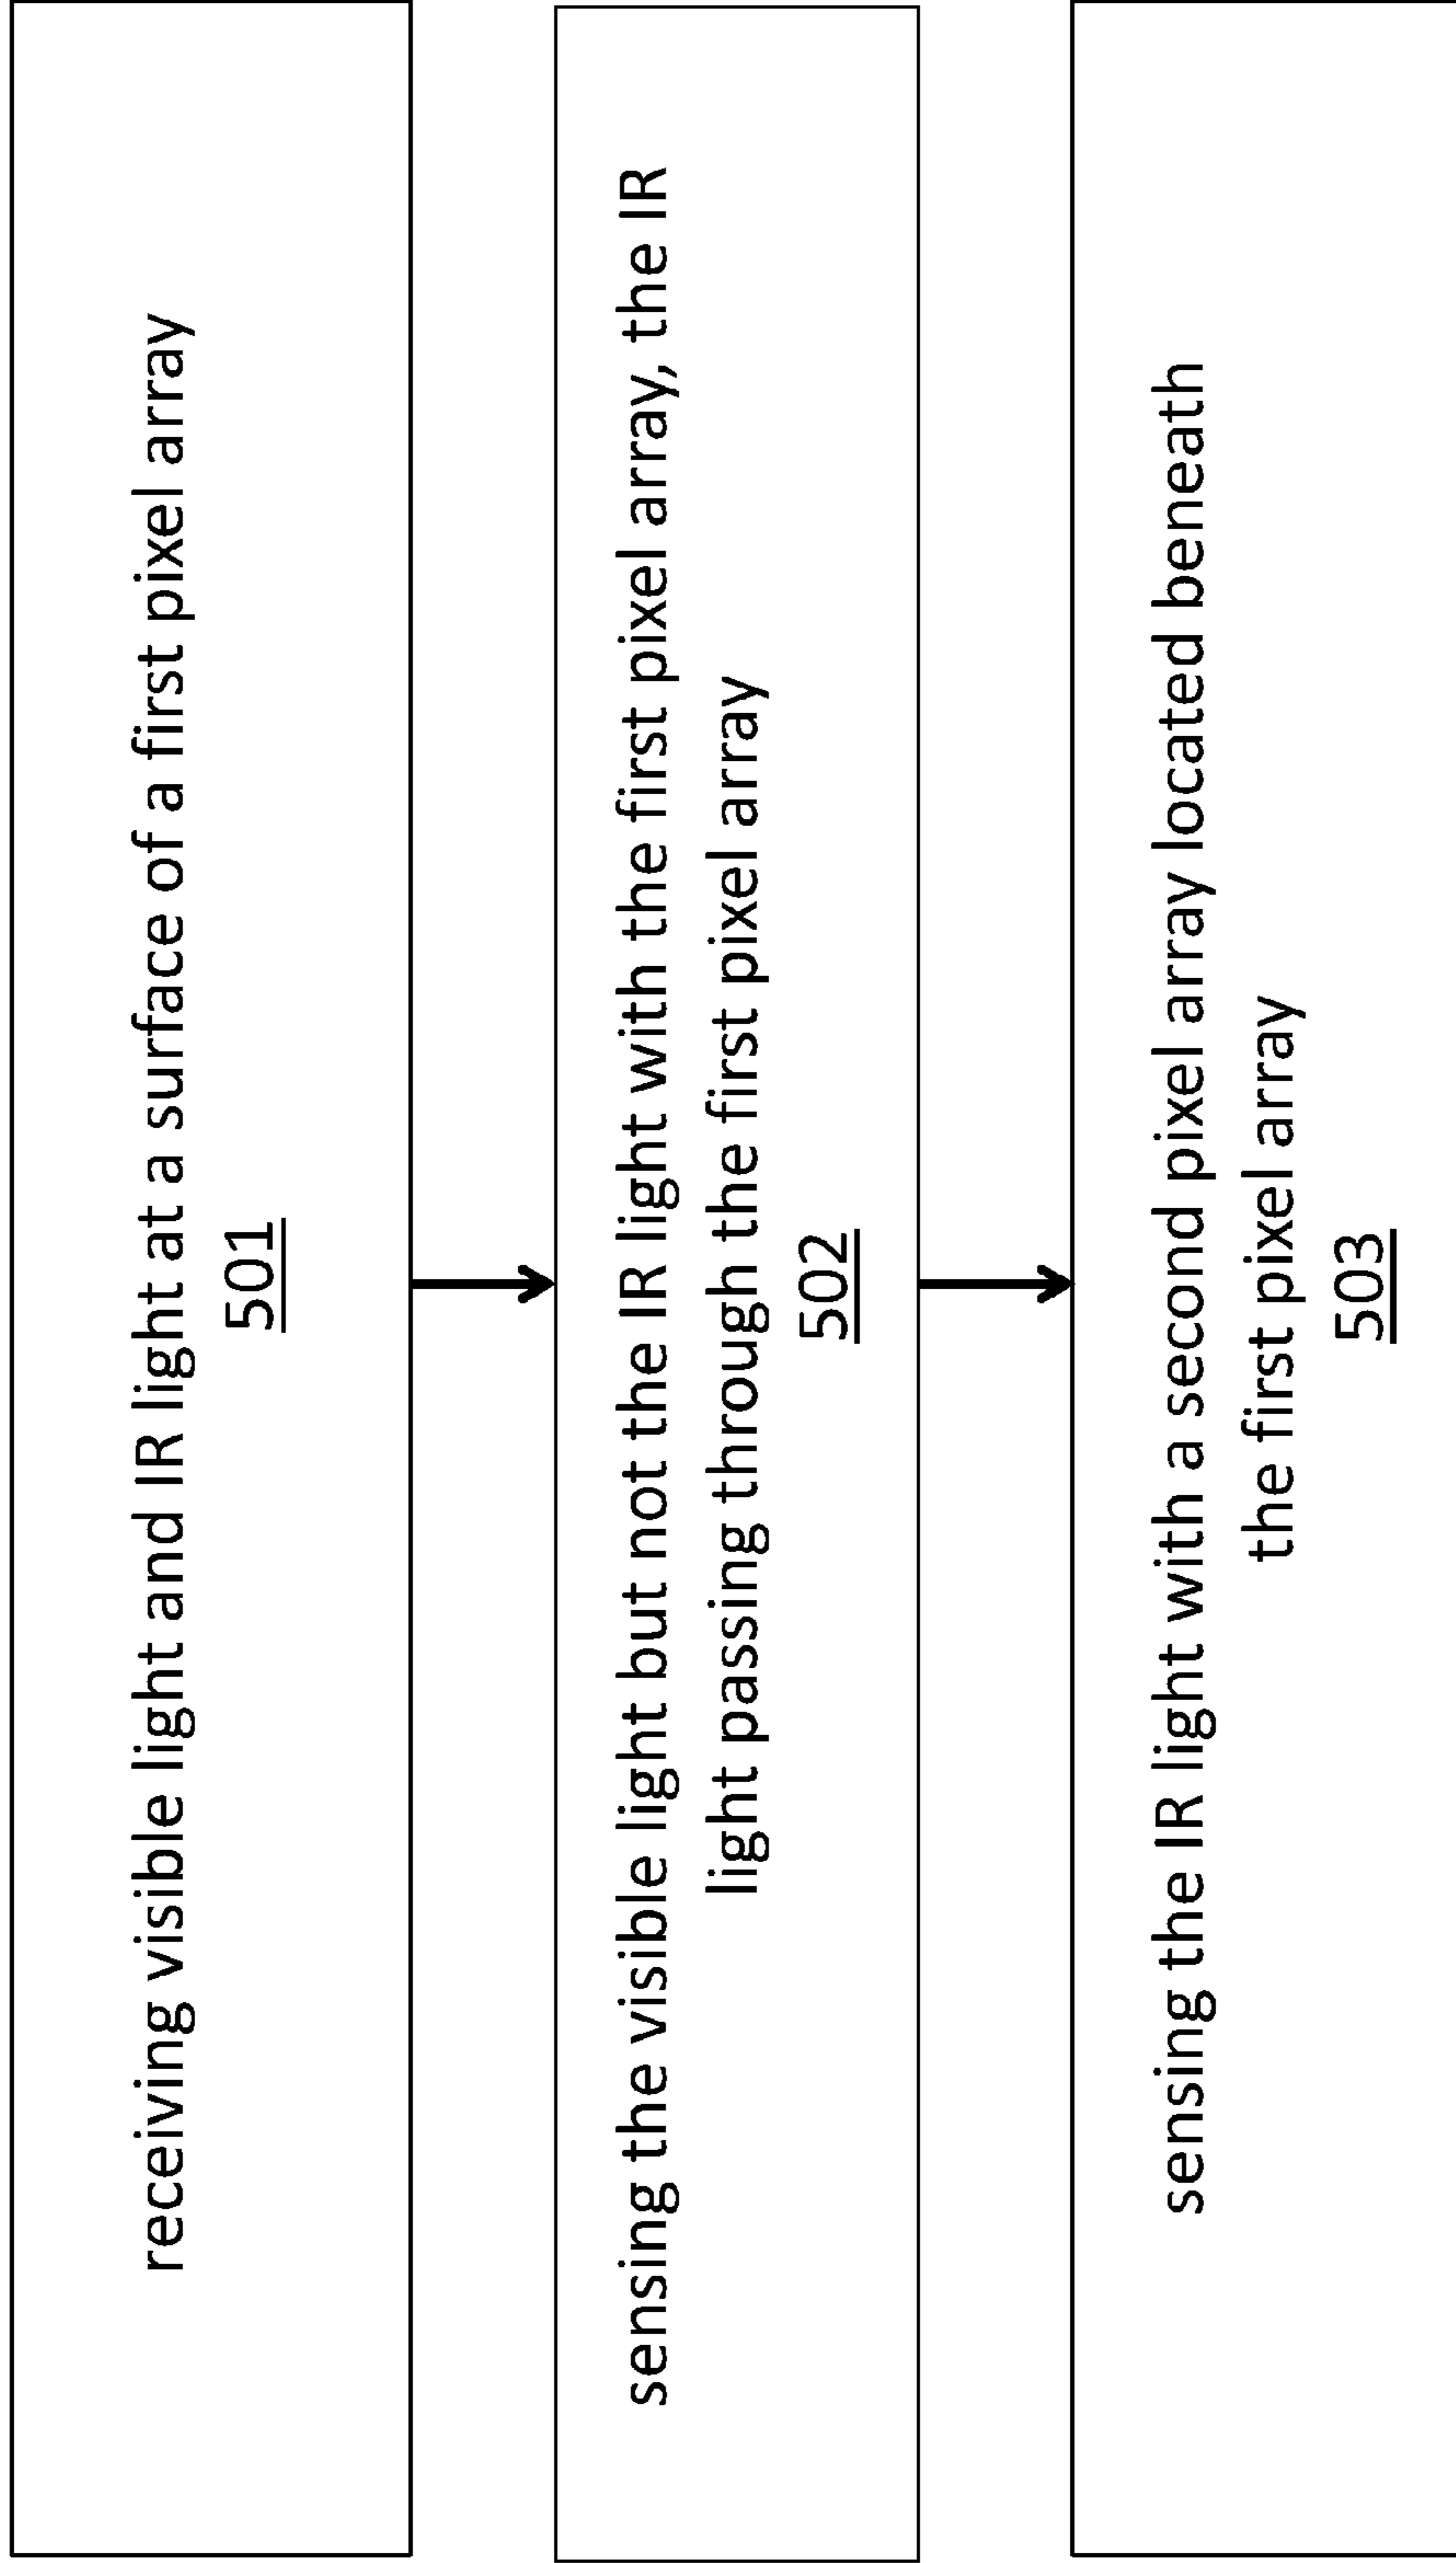 receiving visible light and IR light at a surface of a first pixel array
501
sensing the visible light but not the IR light with the first pixel array, the IR
light passing through the first pixel array
502
sensing the IR light with a second pixel array located beneath
the first pixel array
503